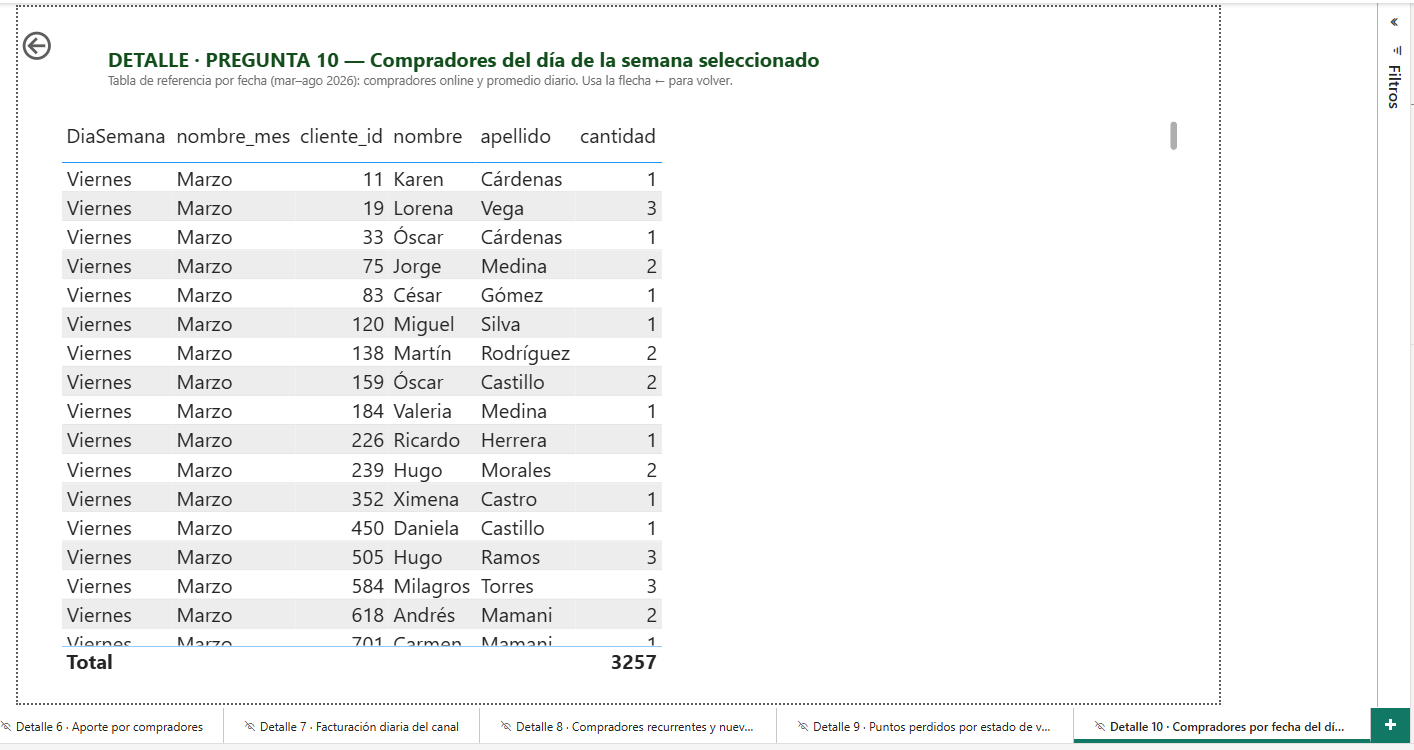 DETALLE · PREGUNTA 10 — Compradores del día de la semana seleccionado
Tabla de referencia por fecha (mar–ago 2026): compradores online y promedio diario. Usa la flecha ← para volver.
DiaSemana nombre_mes cliente_id nombre apellido cantidad
Viernes Marzo 11 Karen Cárdenas 1
Viernes Marzo 19 Lorena Vega 3
Viernes Marzo 33 Óscar Cárdenas 1
Viernes Marzo 75 Jorge Medina 2
Viernes Marzo 83 César Gómez 1
Viernes Marzo 120 Miguel Silva 1
Viernes Marzo 138 Martín Rodríguez 2
Viernes Marzo 159 Óscar Castillo 2
Viernes Marzo 184 Valeria Medina 1
Viernes Marzo 226 Ricardo Herrera 1
Viernes Marzo 239 Hugo Morales 2
Viernes Marzo 352 Ximena Castro 1
Viernes Marzo 450 Daniela Castillo 1
Viernes Marzo 505 Hugo Ramos 3
Viernes Marzo 584 Milagros Torres 3
Viernes Marzo 618 Andrés Mamani 2
Viernes Marzo 701 Carmen Mamani 1
Total 3257
Filtros
Detalle 6 · Aporte por compradores
Detalle 7 · Facturación diaria del canal
Detalle 8 · Compradores recurrentes y nuev...
Detalle 9 · Puntos perdidos por estado de v...
Detalle 10 · Compradores por fecha del dí...